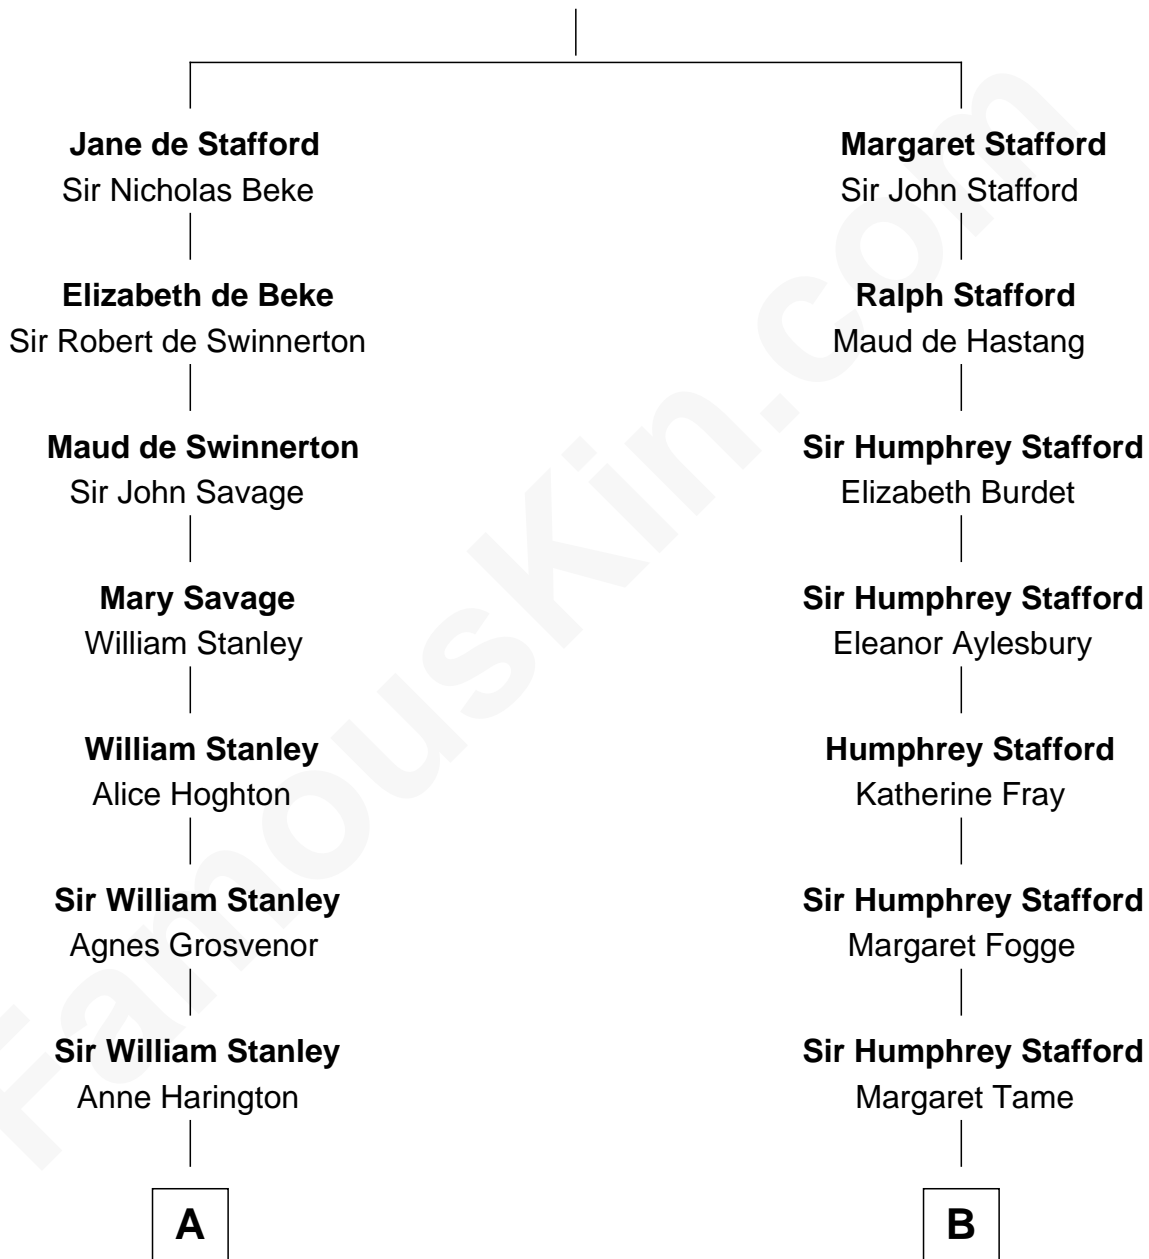 Jane de Stafford
Sir Nicholas Beke
Elizabeth de Beke
Sir Robert de Swinnerton
Maud de Swinnerton
Sir John Savage
Mary Savage
William Stanley
William Stanley
Alice Hoghton
Sir William Stanley
Agnes Grosvenor
Sir William Stanley
Anne Harington
A
Margaret Stafford
Sir John Stafford
Ralph Stafford
Maud de Hastang
Sir Humphrey Stafford
Elizabeth Burdet
Sir Humphrey Stafford
Eleanor Aylesbury
Humphrey Stafford
Katherine Fray
Sir Humphrey Stafford
Margaret Fogge
Sir Humphrey Stafford
Margaret Tame
B
FamousKin.com